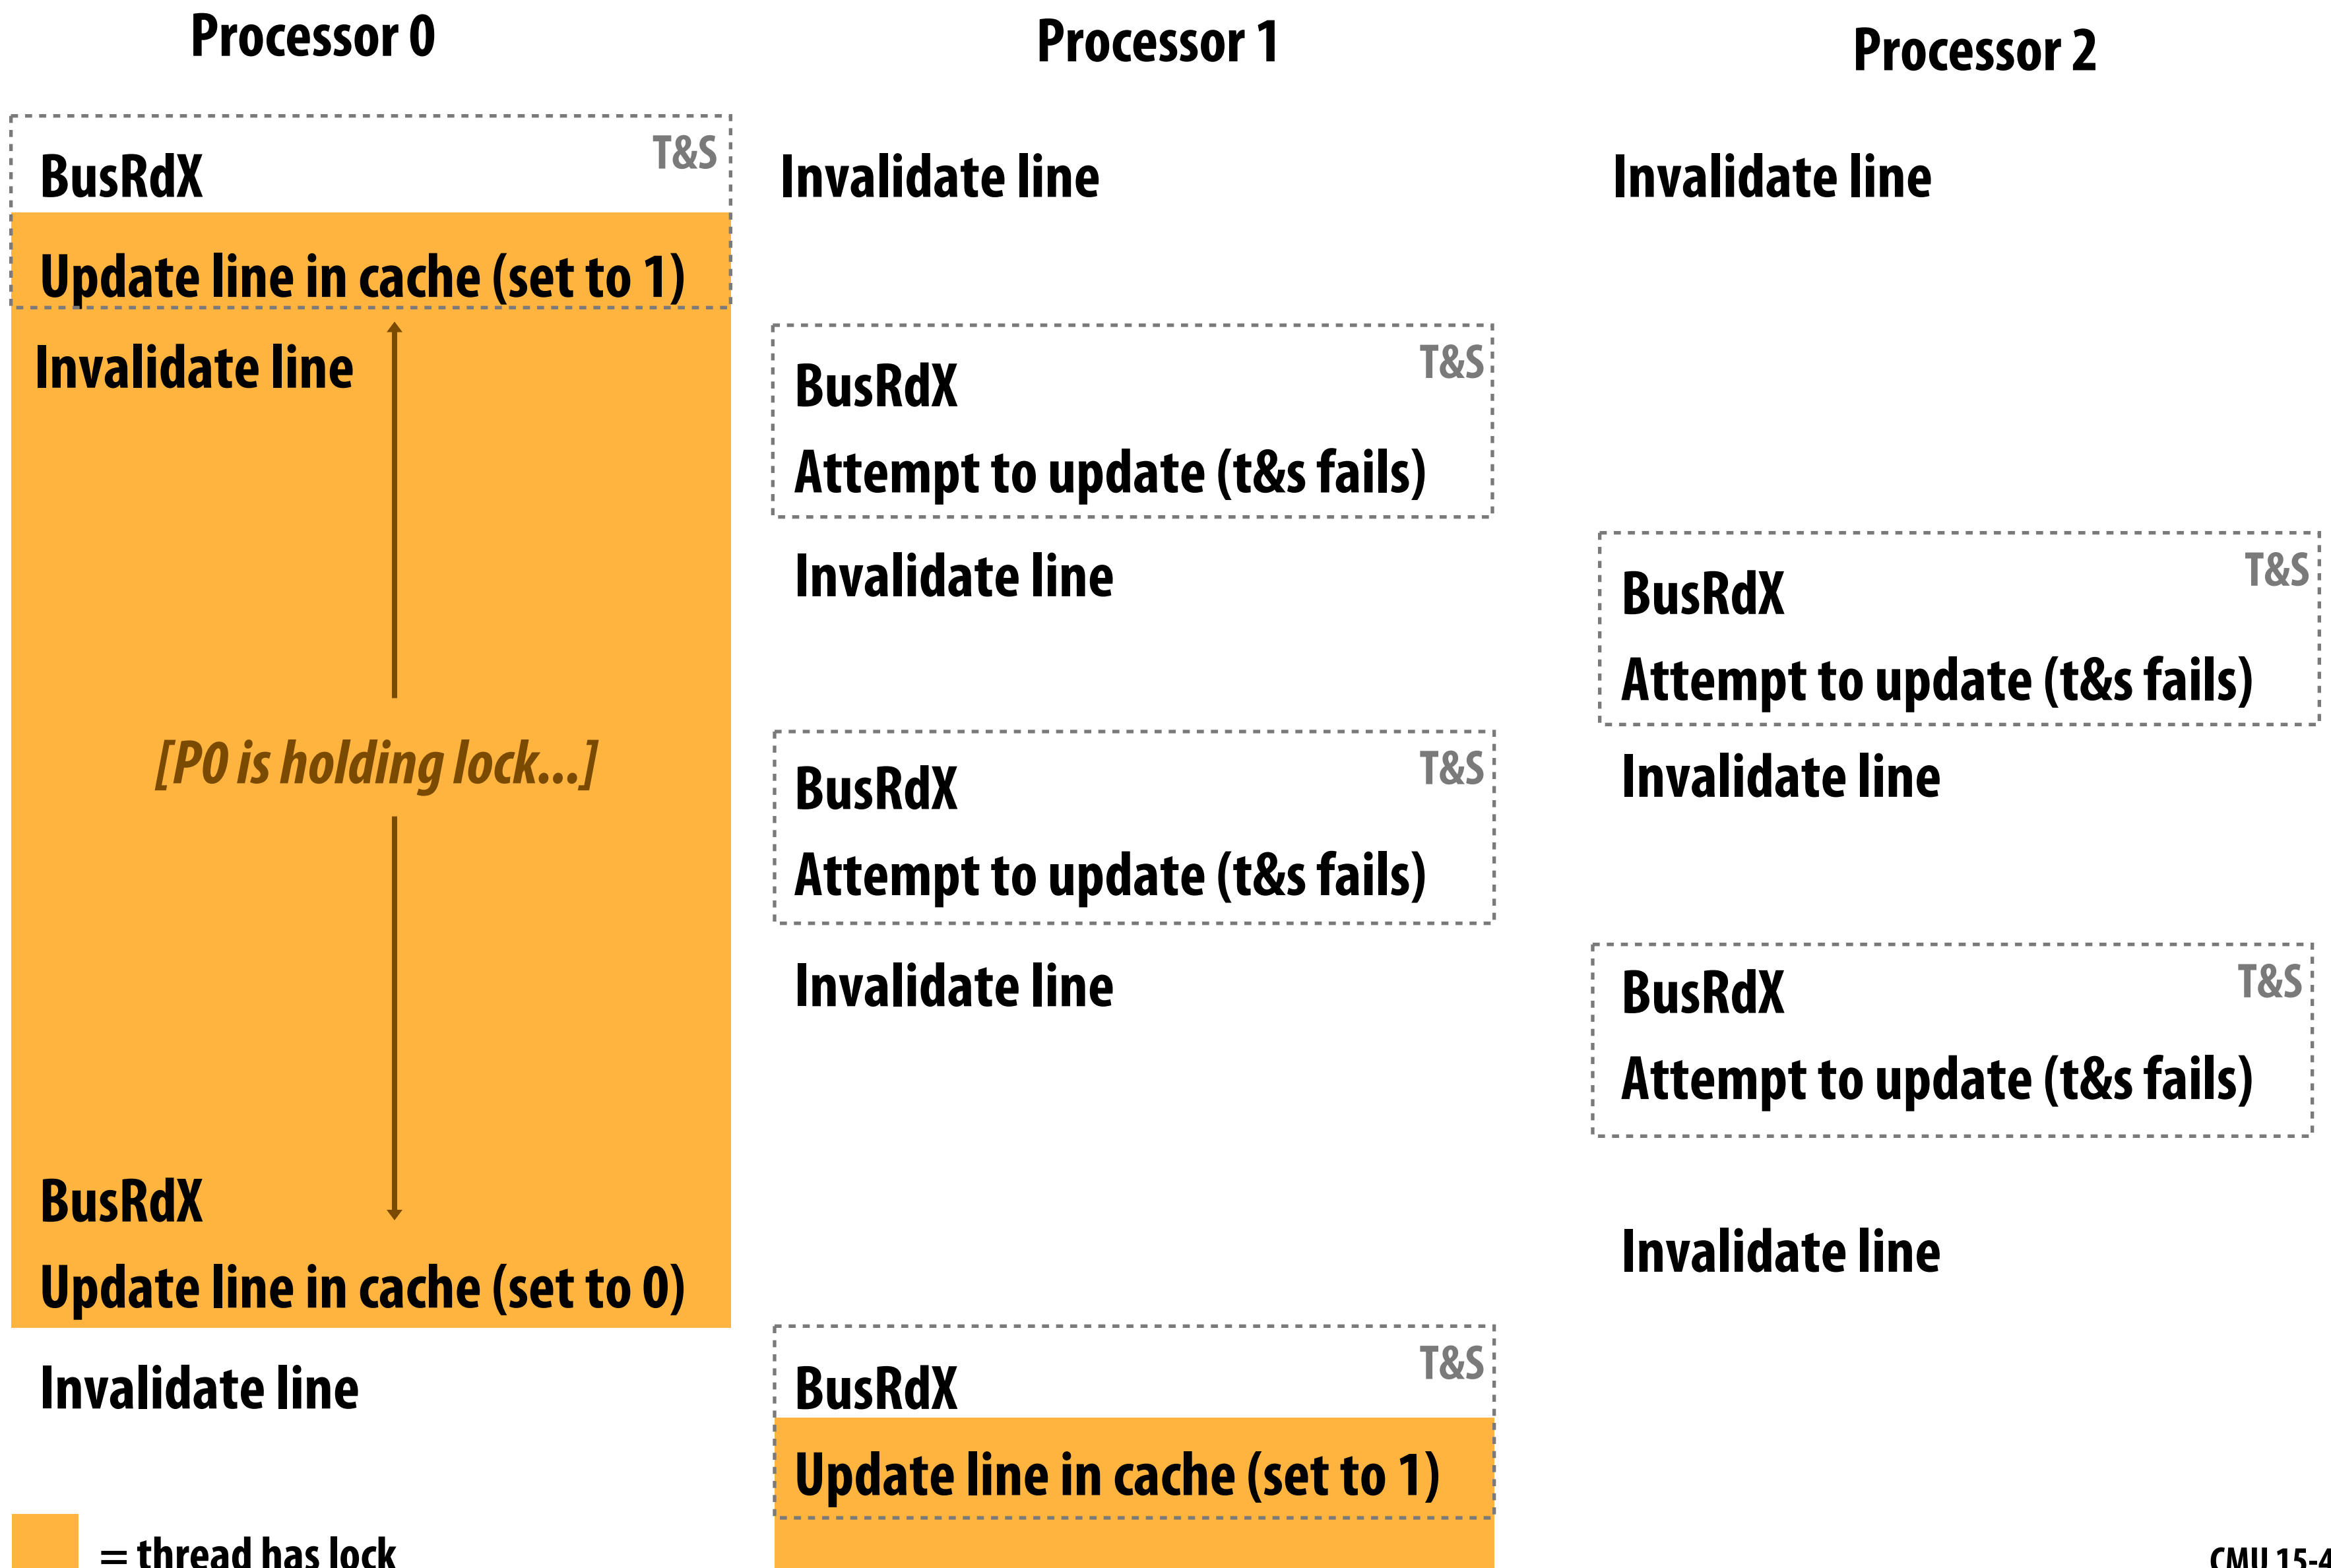 Processor 0
Processor 1
Processor 2
T&S
BusRdX
Update line in cache (set to 1)
Invalidate line
[P0 is holding lock...]
BusRdX
Update line in cache (set to 0)
Invalidate line
= thread has lock
Invalidate line
T&S
BusRdX
Attempt to update (t&s fails)
Invalidate line
T&S
BusRdX
Attempt to update (t&s fails)
Invalidate line
T&S
BusRdX
Update line in cache (set to 1)
Invalidate line
T&S
BusRdX
Attempt to update (t&s fails)
Invalidate line
T&S
BusRdX
Attempt to update (t&s fails)
Invalidate line
CMU 15-4